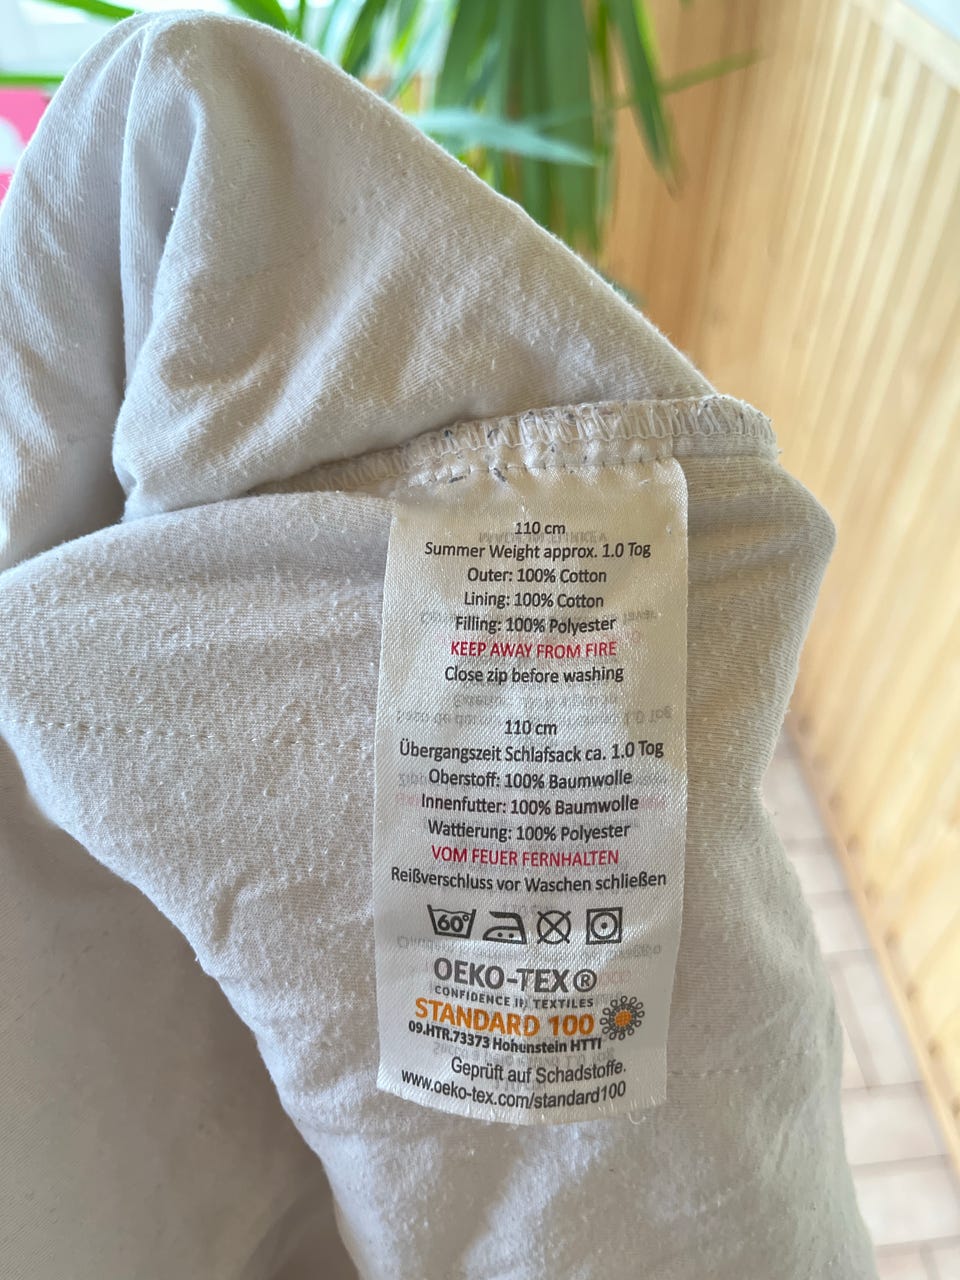 110 cm
Summer Weight approx. 1.0 Tog
Outer: 100% Cotton
Lining: 100% Cotton
Filling: 100% Polyester
KEEP AWAY FROM FIRE
Close zip before washing
110 cm
Übergangszeit Schlafsack ca. 1.0 Tog
Oberstoff: 100% Baumwolle
Innenfutter: 100% Baumwolle
Wattierung: 100% Polyester
VOM FEUER FERNHALTEN
Reißverschluss vor Waschen schließen
60°
OEKO-TEX®
CONFIDENCE IN TEXTILES
STANDARD 100
09.HTR.73373 Hohenstein HTTI
Geprüft auf Schadstoffe.
www.oeko-tex.com/standard100